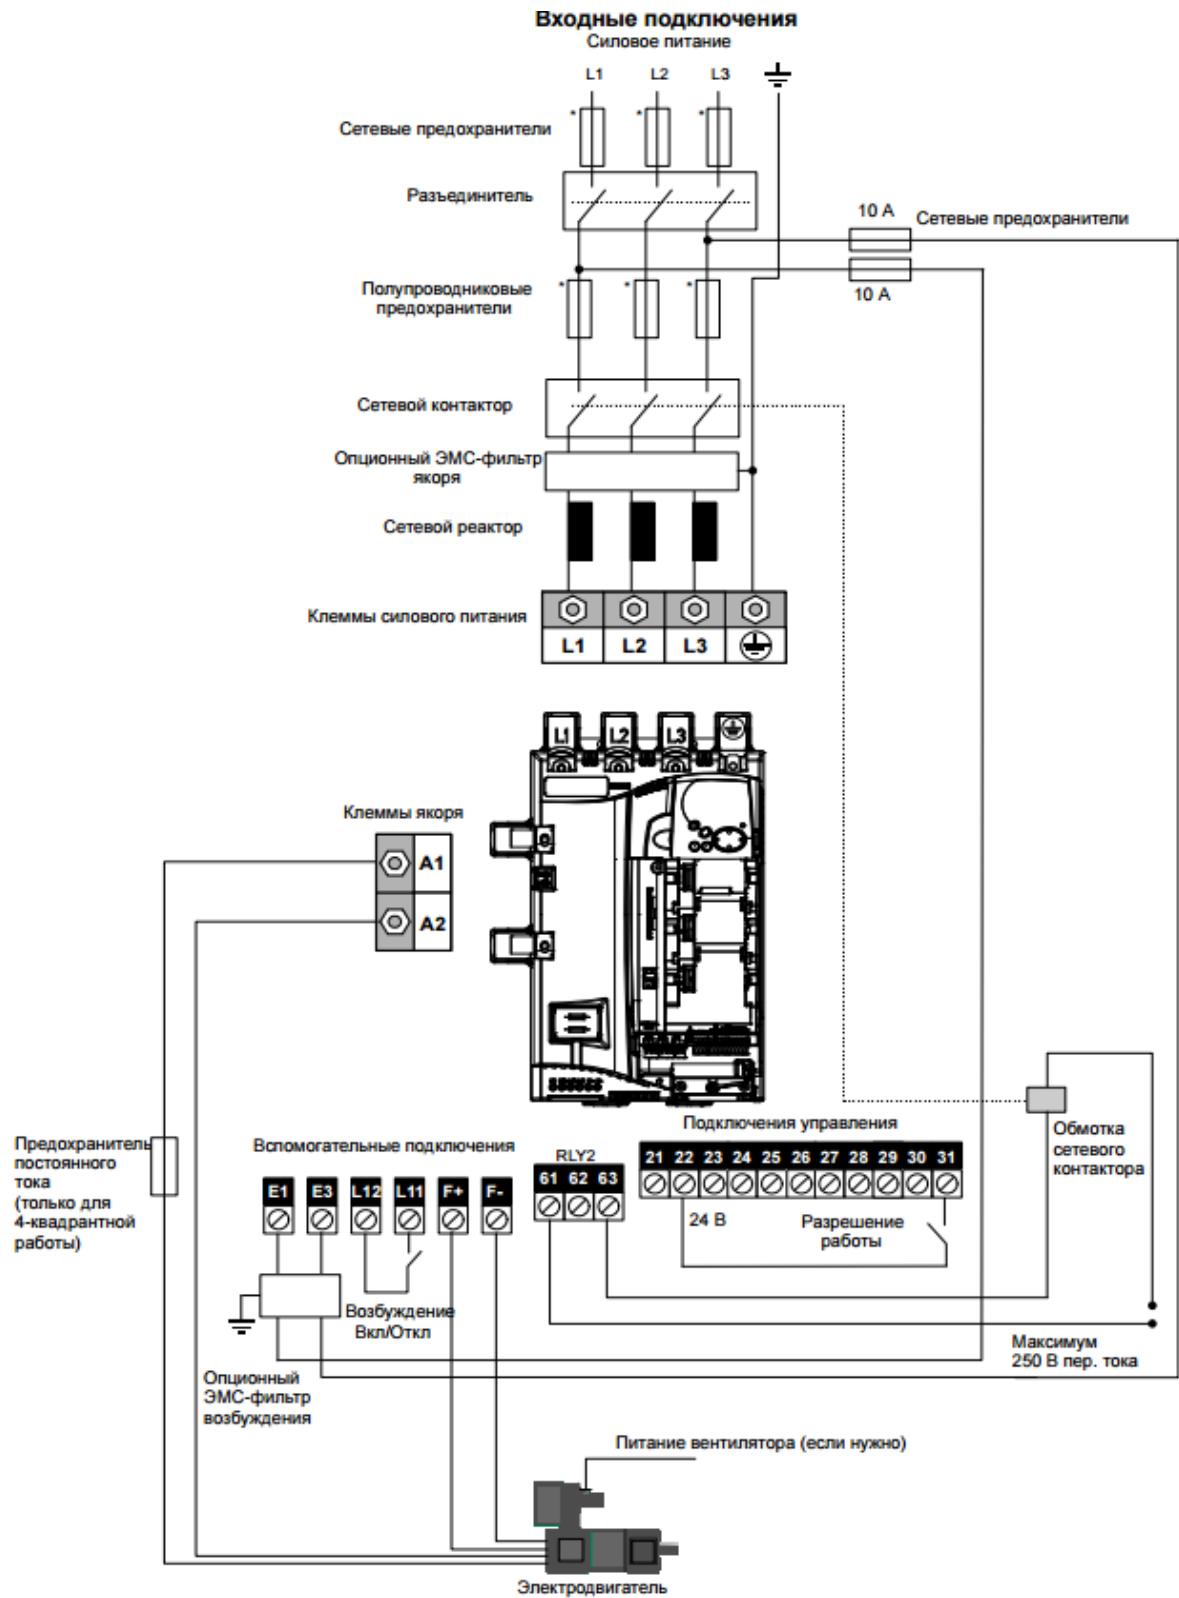 Входные подключения
Силовое питание
L1 L2 L3
* * *
Сетевые предохранители
Разъединитель
10 А
Сетевые предохранители
10 А
Полупроводниковые
предохранители
* * *
Сетевой контактор
Опционный ЭМС-фильтр
якоря
Сетевой реактор
Клеммы силового питания
L1 L2 L3
L1 L2 L3
Клеммы якоря
A1
A2
Предохранитель
постоянного
тока
(только для
4-квадрантной
работы)
Вспомогательные подключения
E1 E3 L12 L11 F+ F-
RLY2
61 62 63
Подключения управления
21 22 23 24 25 26 27 28 29 30 31
24 В
Разрешение
работы
Обмотка
сетевого
контактора
Возбуждение
Вкл/Откл
Максимум
250 В пер. тока
Опционный
ЭМС-фильтр
возбуждения
Питание вентилятора (если нужно)
Электродвигатель